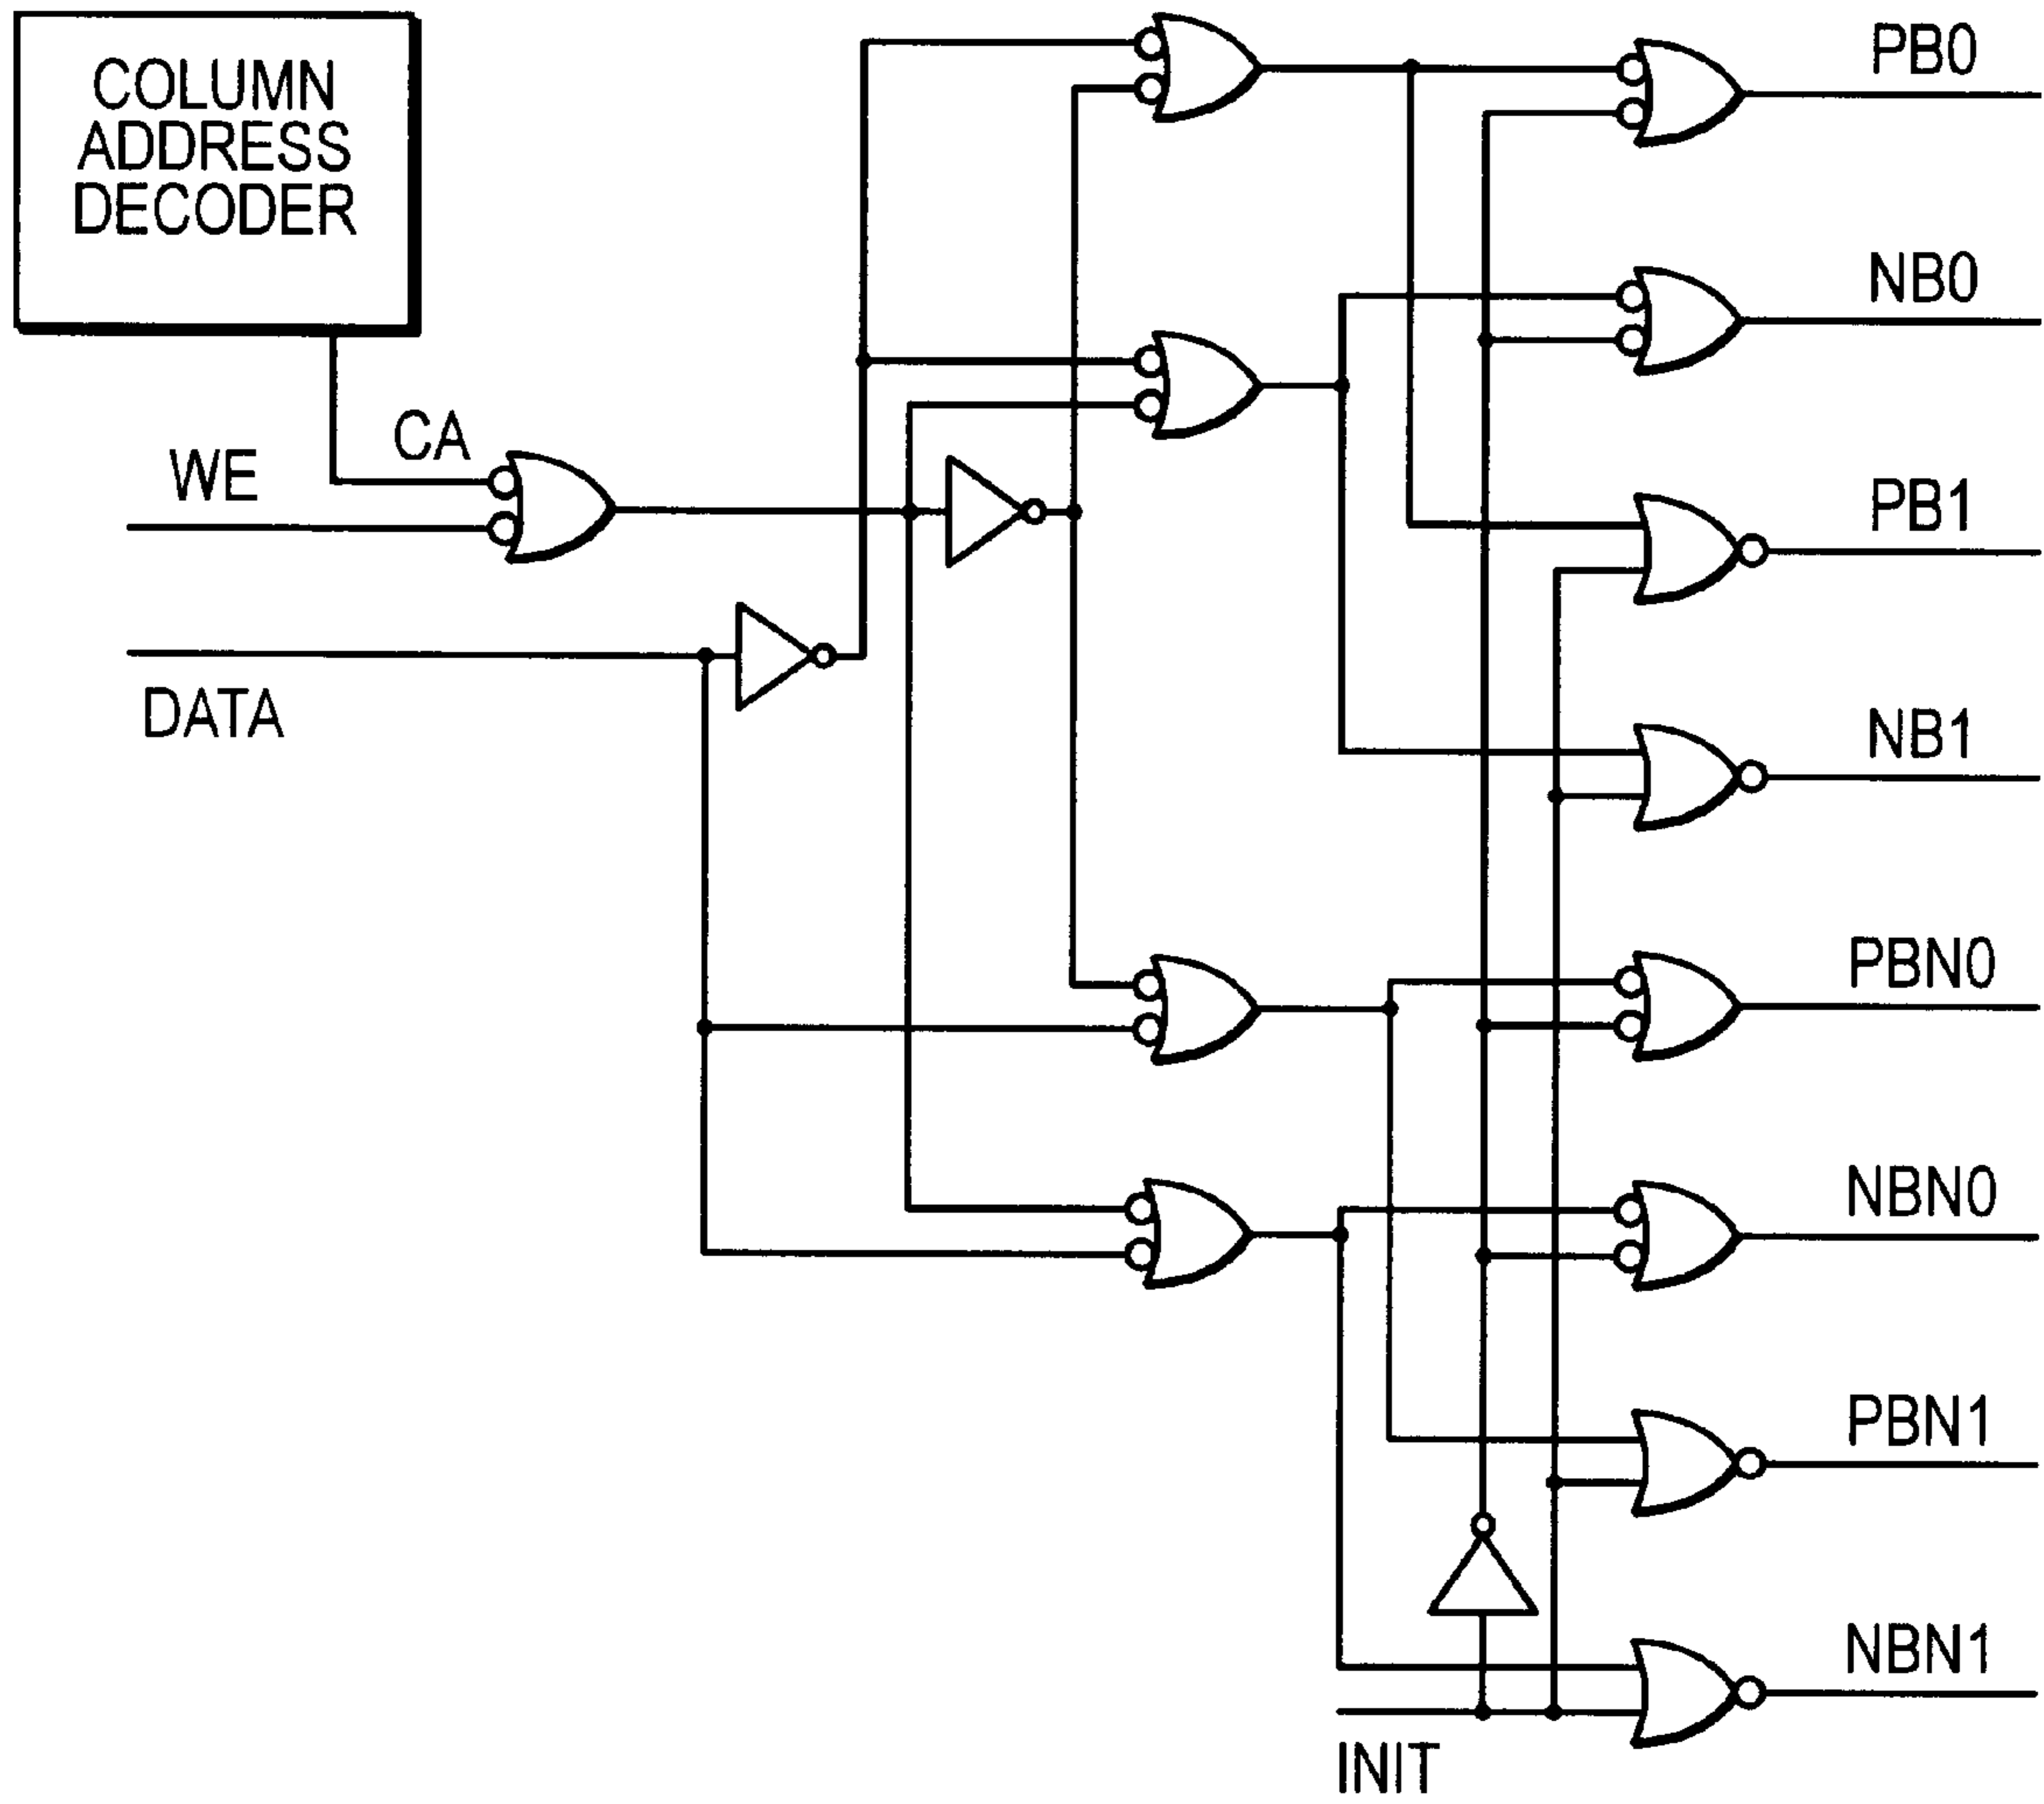 COLUMN
ADDRESS
DECODER
CA
WE
DATA
PB0
NB0
PB1
NB1
PBN0
NBN0
PBN1
NBN1
INIT